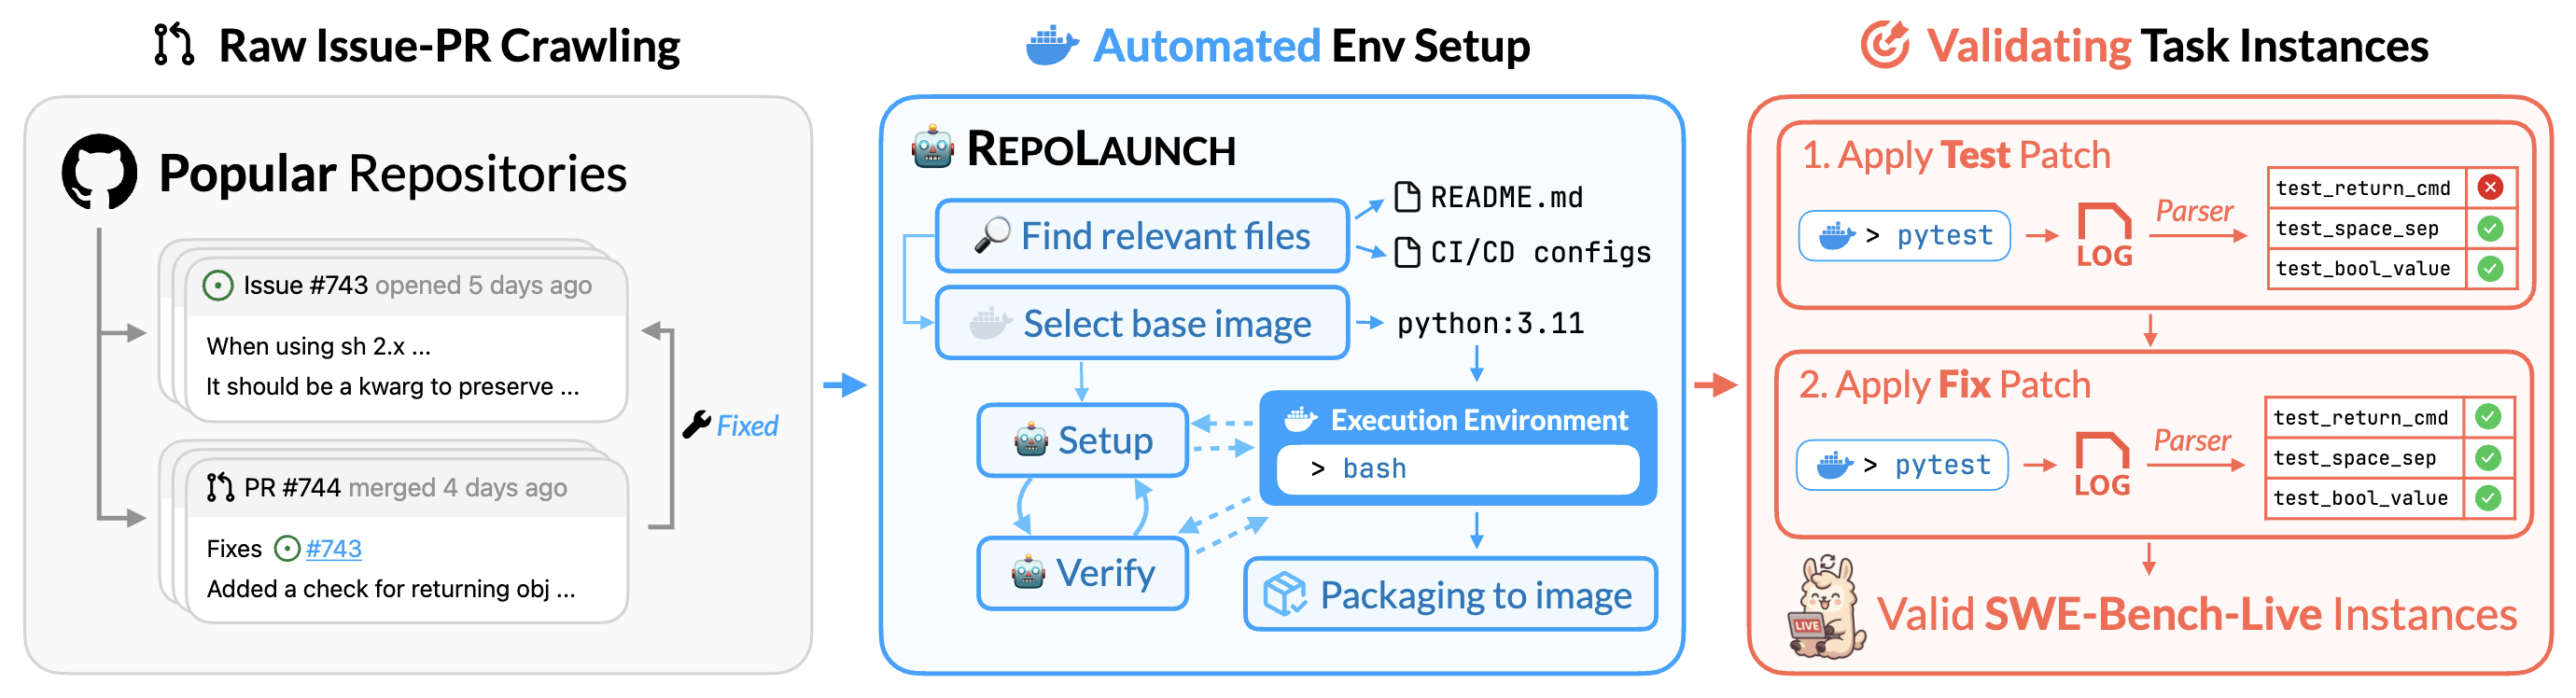 Raw Issue-PR Crawling
Popular Repositories
Issue #743 opened 5 days ago
When using sh 2.x ...
It should be a kwarg to preserve ...
Fixed
PR #744 merged 4 days ago
Fixes #743
Added a check for returning obj ...
Automated Env Setup
REPOLAUNCH
Find relevant files
README.md
CI/CD configs
Select base image
python:3.11
Setup
Execution Environment
> bash
Verify
Packaging to image
Validating Task Instances
1. Apply Test Patch
> pytest
LOG
Parser
test_return_cmd
test_space_sep
test_bool_value
2. Apply Fix Patch
> pytest
LOG
Parser
test_return_cmd
test_space_sep
test_bool_value
LIVE
Valid SWE-Bench-Live Instances